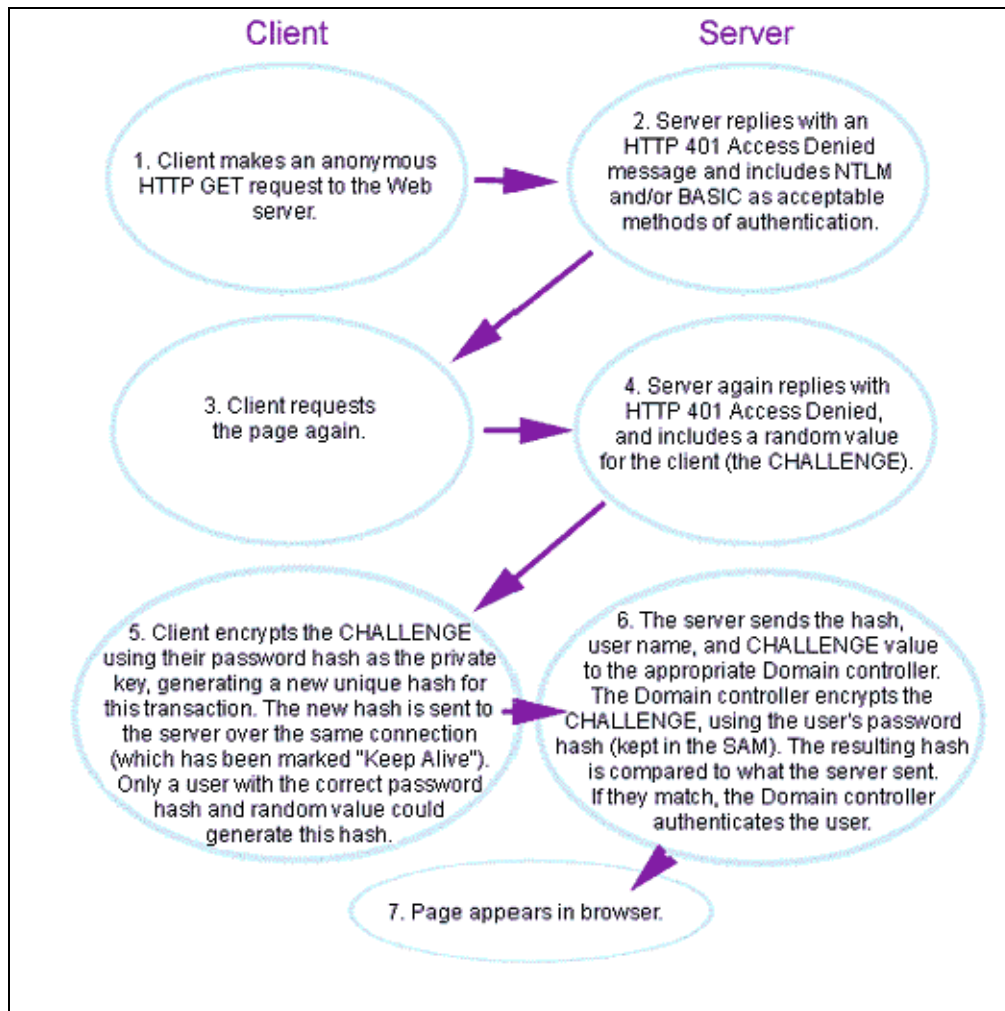 Client
Server
1. Client makes an anonymous
HTTP GET request to the Web
server.
2. Server replies with an
HTTP 401 Access Denied
message and includes NTLM
and/or BASIC as acceptable
methods of authentication.
3. Client requests
the page again.
4. Server again replies with
HTTP 401 Access Denied,
and includes a random value
for the client (the CHALLENGE).
5. Client encrypts the CHALLENGE
using their password hash as the private
key, generating a new unique hash for
this transaction. The new hash is sent to
the server over the same connection
(which has been marked "Keep Alive").
Only a user with the correct password
hash and random value could
generate this hash.
6. The server sends the hash,
user name, and CHALLENGE value
to the appropriate Domain controller.
The Domain controller encrypts the
CHALLENGE, using the user's password
hash (kept in the SAM). The resulting hash
is compared to what the server sent.
If they match, the Domain controller
authenticates the user.
7. Page appears in browser.